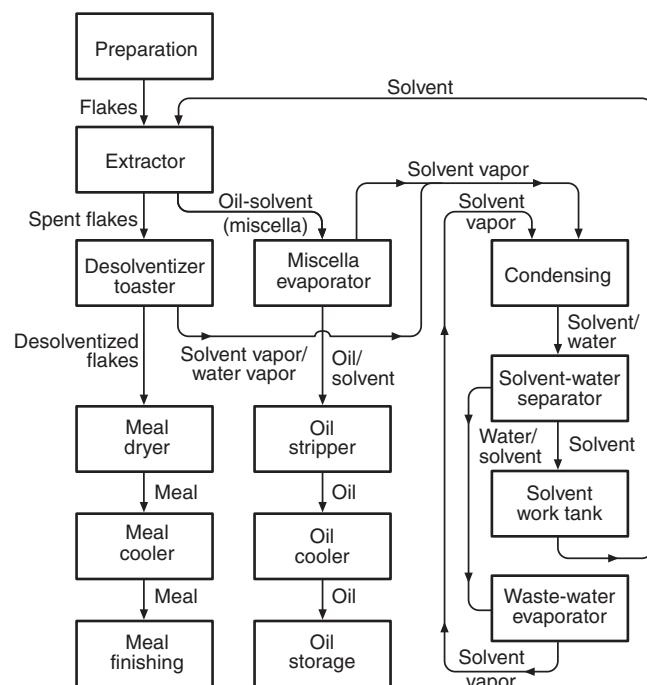 Preparation
Solvent
Flakes
Extractor
Solvent vapor
Oil-solvent
(miscella)
Solvent
vapor
Spent flakes
Desolventizer
toaster
Miscella
evaporator
Condensing
Desolventized
flakes
Solvent vapor/
water vapor
Oil/
solvent
Solvent/
water
Solvent-water
separator
Meal
dryer
Oil
stripper
Water/
solvent
Solvent
Meal
Oil
Solvent
work tank
Meal
cooler
Oil
cooler
Meal
Oil
Waste-water
evaporator
Meal
finishing
Oil
storage
Solvent
vapor